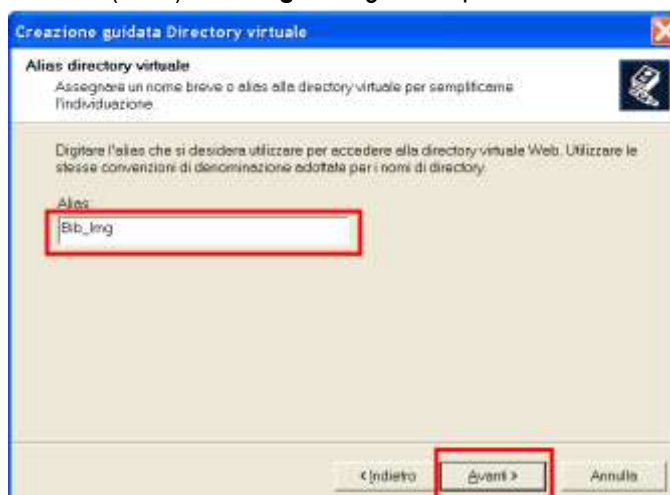 Creazione guidata Directory virtuale
Alias directory virtuale
Assegnare un nome breve o alias alla directory virtuale per semplificarne
l'individuazione.
Digitare l'alias che si desidera utilizzare per accedere alla directory virtuale Web. Utilizzare le
stesse convenzioni di denominazione adottate per i nomi di directory.
Alias:
Bib_Img
< Indietro
Avanti >
Annulla